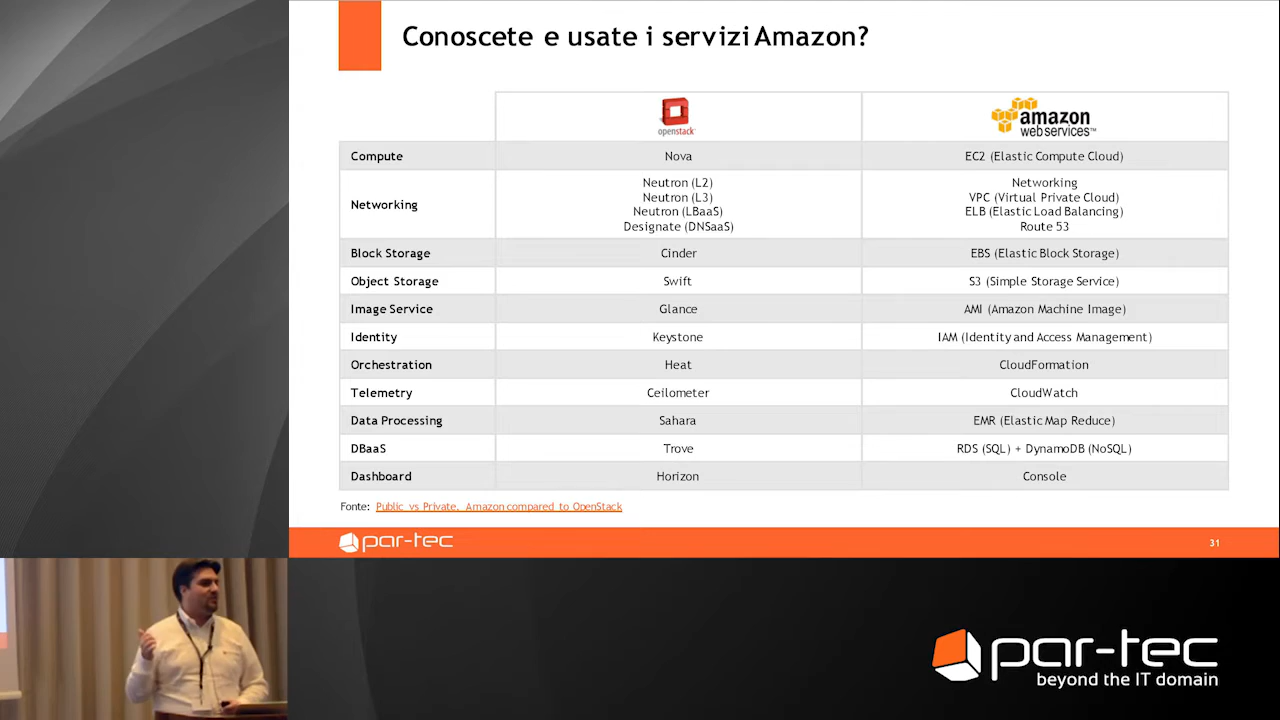 Conoscete e usate i servizi Amazon?
openstack
amazon
webservices™
Compute
Nova
EC2 (Elastic Compute Cloud)
Networking
Neutron (L2)
Neutron (L3)
Neutron (LBaaS)
Designate (DNSaaS)
Networking
VPC (Virtual Private Cloud)
ELB (Elastic Load Balancing)
Route 53
Block Storage
Cinder
EBS (Elastic Block Storage)
Object Storage
Swift
S3 (Simple Storage Service)
Image Service
Glance
AMI (Amazon Machine Image)
Identity
Keystone
IAM (Identity and Access Management)
Orchestration
Heat
CloudFormation
Telemetry
Ceilometer
CloudWatch
Data Processing
Sahara
EMR (Elastic Map Reduce)
DBaaS
Trove
RDS (SQL) + DynamoDB (NoSQL)
Dashboard
Horizon
Console
Fonte: Public vs Private. Amazon compared to OpenStack
par-tec
31
par-tec
beyond the IT domain